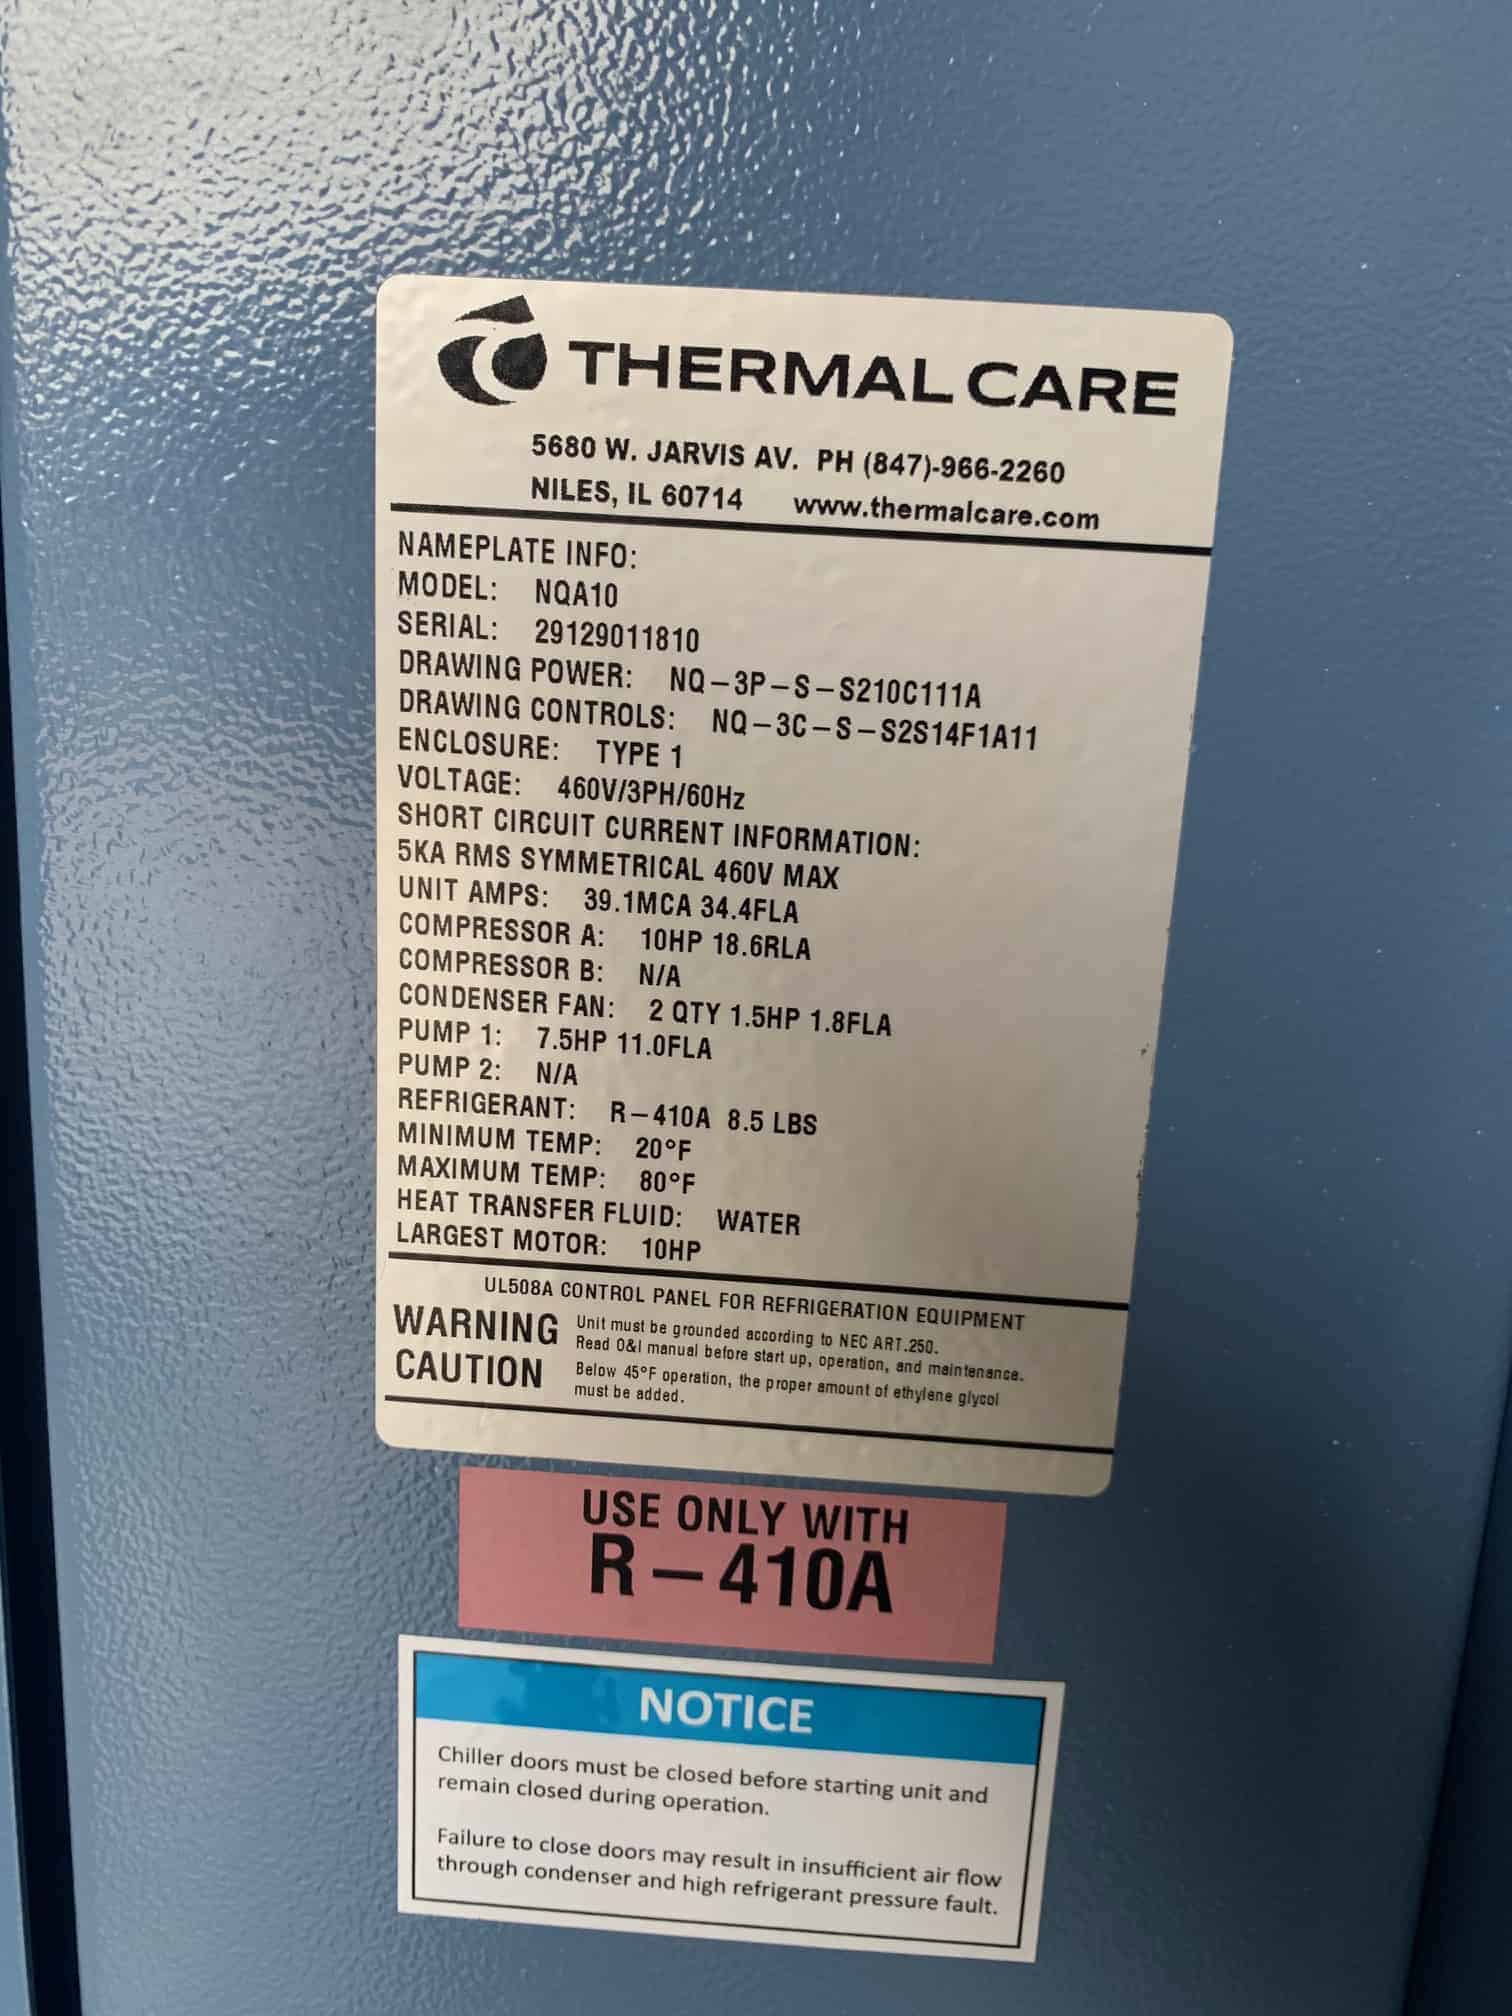 THERMAL CARE
5680 W. JARVIS AV. PH (847)-966-2260
NILES, IL 60714 www.thermalcare.com
NAMEPLATE INFO:
MODEL: NQA10
SERIAL: 29129011810
DRAWING POWER: NQ-3P-S-S210C111A
DRAWING CONTROLS: NQ-3C-S-S2S14F1A11
ENCLOSURE: TYPE 1
VOLTAGE: 460V/3PH/60Hz
SHORT CIRCUIT CURRENT INFORMATION:
5KA RMS SYMMETRICAL 460V MAX
UNIT AMPS: 39.1MCA 34.4FLA
COMPRESSOR A: 10HP 18.6RLA
COMPRESSOR B: N/A
CONDENSER FAN: 2 QTY 1.5HP 1.8FLA
PUMP 1: 7.5HP 11.0FLA
PUMP 2: N/A
REFRIGERANT: R-410A 8.5 LBS
MINIMUM TEMP: 20°F
MAXIMUM TEMP: 80°F
HEAT TRANSFER FLUID: WATER
LARGEST MOTOR: 10HP
UL508A CONTROL PANEL FOR REFRIGERATION EQUIPMENT
WARNING Unit must be grounded according to NEC ART.250.
Read O&I manual before start up, operation, and maintenance.
CAUTION Below 45°F operation, the proper amount of ethylene glycol
must be added.
USE ONLY WITH
R-410A
NOTICE
Chiller doors must be closed before starting unit and
remain closed during operation.
Failure to close doors may result in insufficient air flow
through condenser and high refrigerant pressure fault.